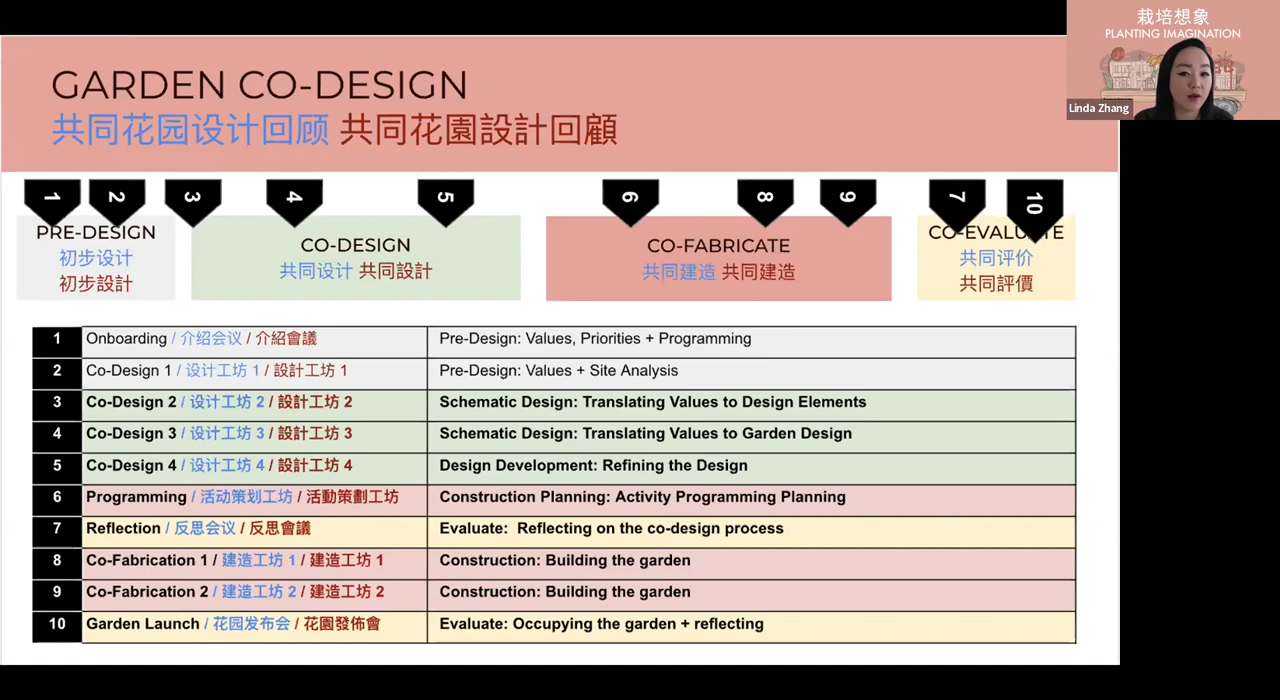 栽培想象
PLANTING IMAGINATION
Linda Zhang
GARDEN CO-DESIGN
共同花园设计回顾 共同花園設計回顧
1 2 3 4 5 6 8 9 7 10
PRE-DESIGN
初步设计
初步設計
CO-DESIGN
共同设计 共同設計
CO-FABRICATE
共同建造 共同建造
CO-EVALUATE
共同评价
共同評價
1 Onboarding / 介绍会议 / 介紹會議 Pre-Design: Values, Priorities + Programming
2 Co-Design 1 / 设计工坊 1 / 設計工坊 1 Pre-Design: Values + Site Analysis
3 Co-Design 2 / 设计工坊 2 / 設計工坊 2 Schematic Design: Translating Values to Design Elements
4 Co-Design 3 / 设计工坊 3 / 設計工坊 3 Schematic Design: Translating Values to Garden Design
5 Co-Design 4 / 设计工坊 4 / 設計工坊 4 Design Development: Refining the Design
6 Programming / 活动策划工坊 / 活動策劃工坊 Construction Planning: Activity Programming Planning
7 Reflection / 反思会议 / 反思會議 Evaluate: Reflecting on the co-design process
8 Co-Fabrication 1 / 建造工坊 1 / 建造工坊 1 Construction: Building the garden
9 Co-Fabrication 2 / 建造工坊 2 / 建造工坊 2 Construction: Building the garden
10 Garden Launch / 花园发布会 / 花園發佈會 Evaluate: Occupying the garden + reflecting